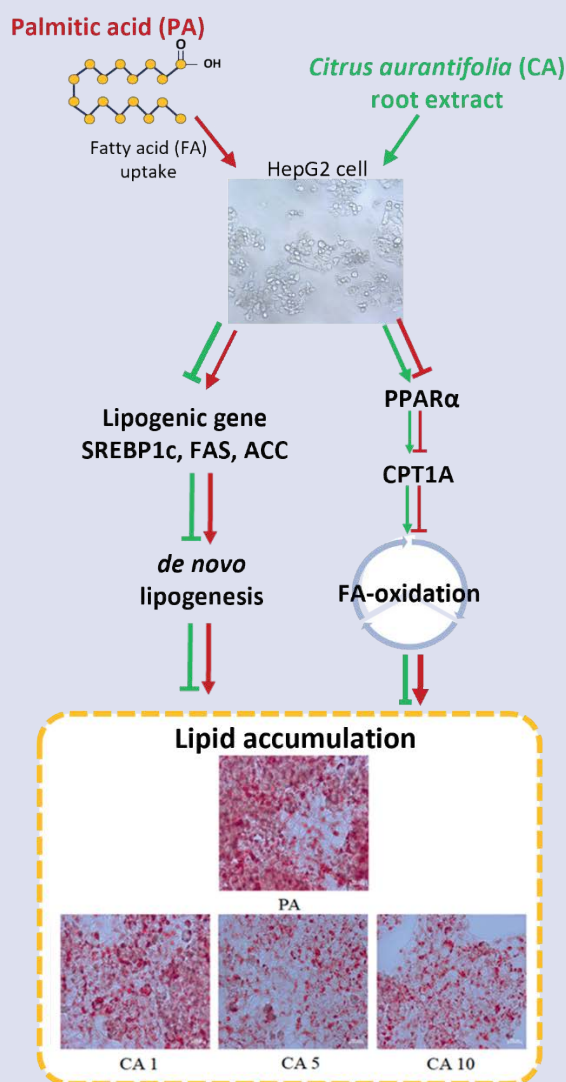 Palmitic acid (PA)
O
OH
Fatty acid (FA)
uptake
Citrus aurantifolia (CA)
root extract
HepG2 cell
Lipogenic gene
SREBP1c, FAS, ACC
de novo
lipogenesis
PPARα
CPT1A
FA-oxidation
Lipid accumulation
PA
CA 1
CA 5
CA 10